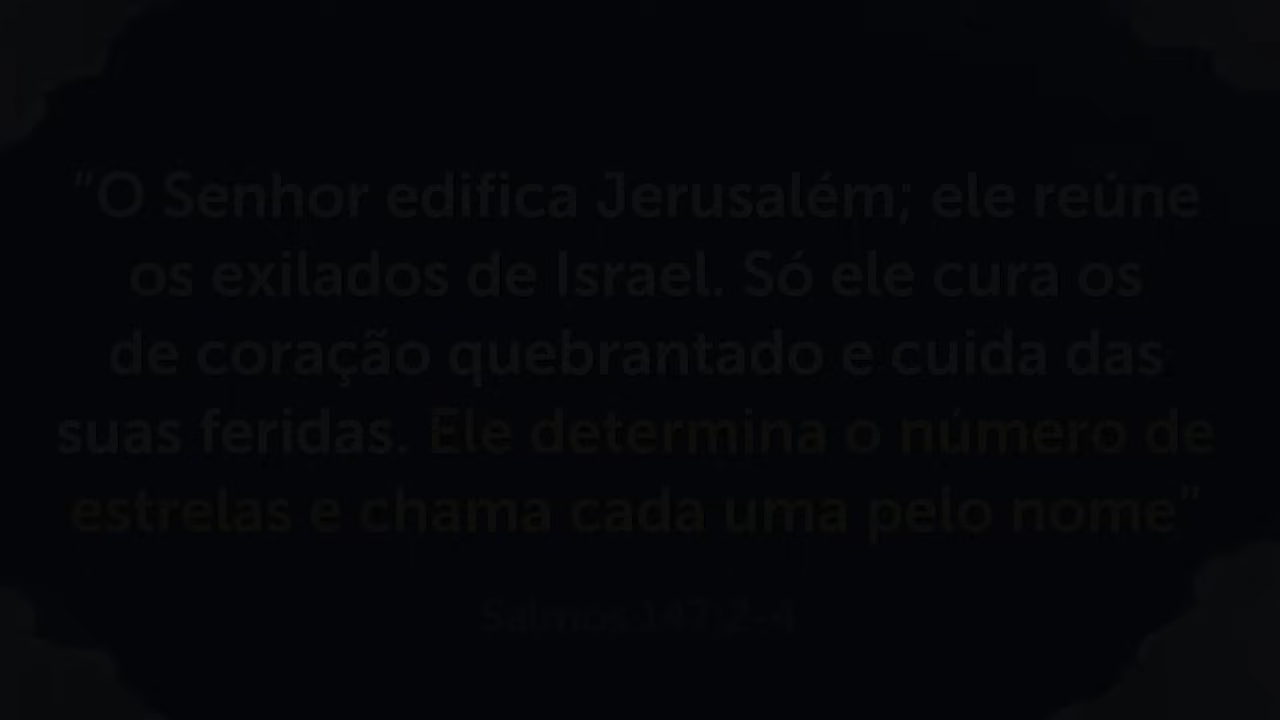 “O Senhor edifica Jerusalém; ele reúne
os exilados de Israel. Só ele cura os
de coração quebrantado e cuida das
suas feridas. Ele determina o número de
estrelas e chama cada uma pelo nome”
Salmos 147:2-4